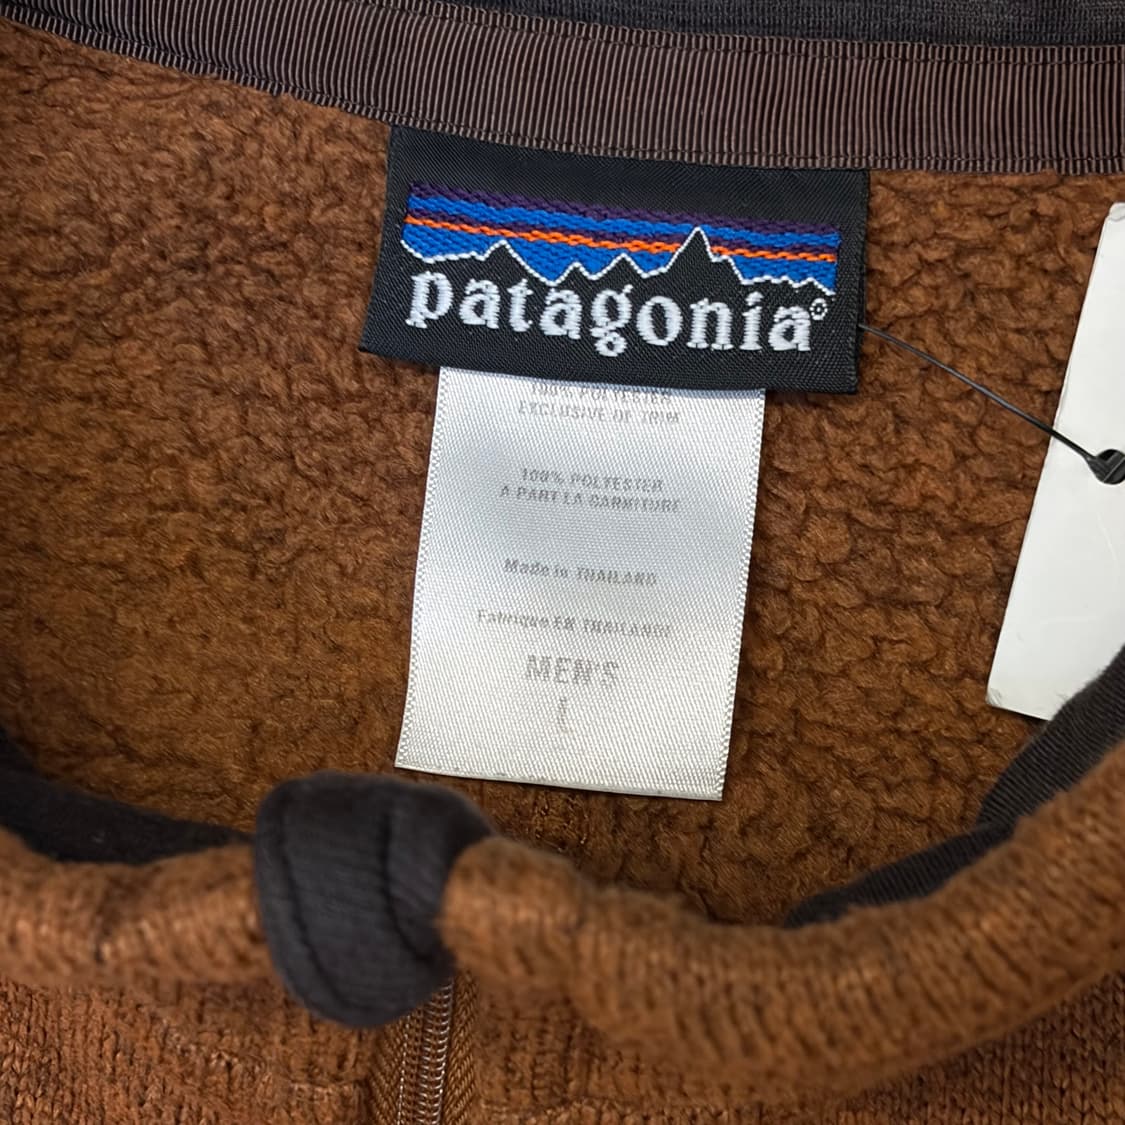 patagonia®
100% POLYESTER
EXCLUSIVE OF TRIM
100% POLYESTER
A PART LA GARNITURE
Made in THAILAND
Fabriqué EN THAILANDE
MEN'S
L